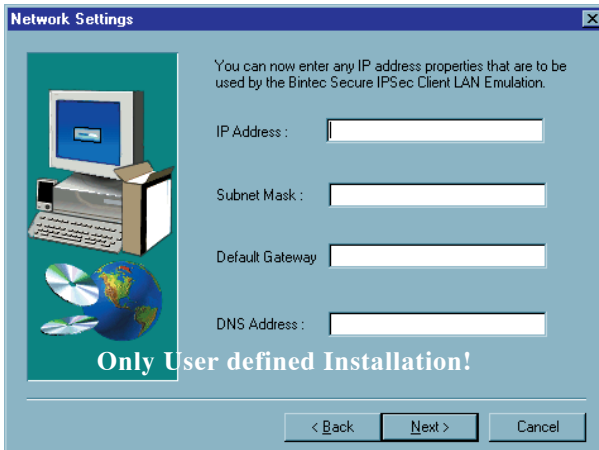 Network Settings
You can now enter any IP address properties that are to be
used by the Bintec Secure IPSec Client LAN Emulation.
IP Address :
Subnet Mask :
Default Gateway
DNS Address :
Only User defined Installation!
< Back
Next >
Cancel